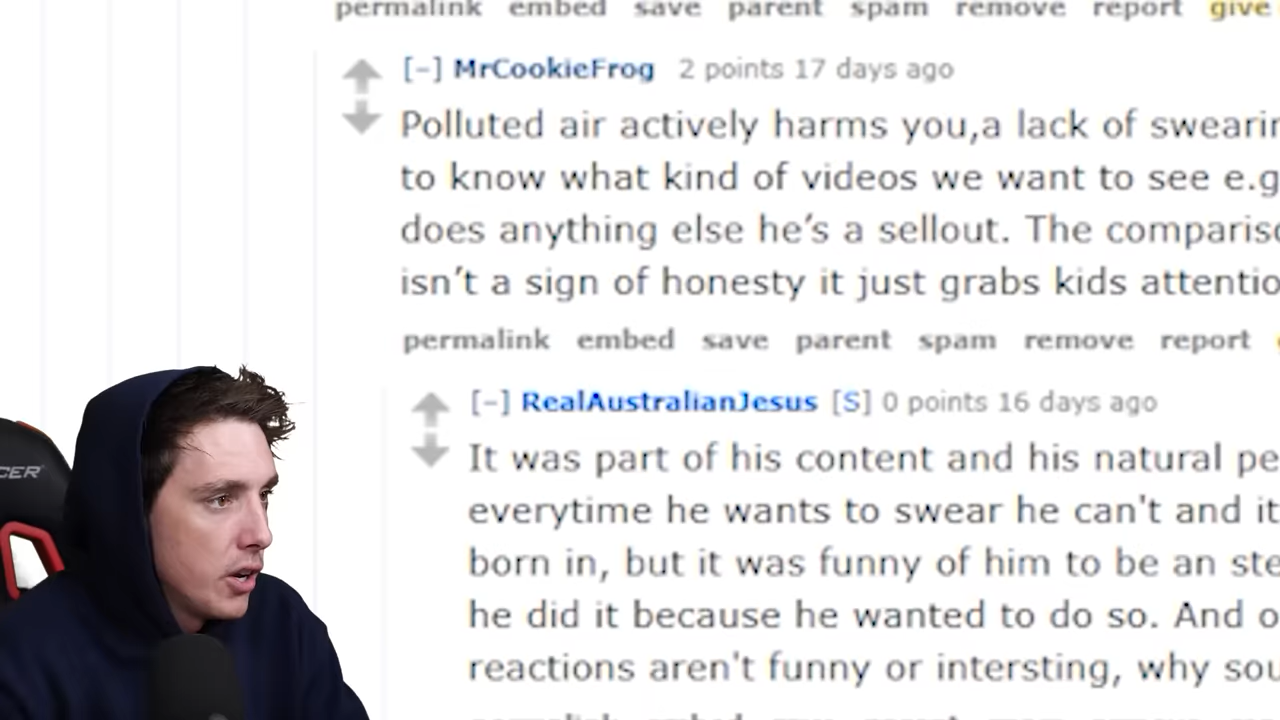 permalink embed save parent spam remove report give
[–] MrCookieFrog 2 points 17 days ago
Polluted air actively harms you,a lack of swearin
to know what kind of videos we want to see e.g
does anything else he’s a sellout. The comparis
isn’t a sign of honesty it just grabs kids attentio
permalink embed save parent spam remove report
[–] RealAustralianJesus [S] 0 points 16 days ago
It was part of his content and his natural pe
everytime he wants to swear he can't and it
born in, but it was funny of him to be an ste
he did it because he wanted to do so. And o
reactions aren't funny or intersting, why sou
CER